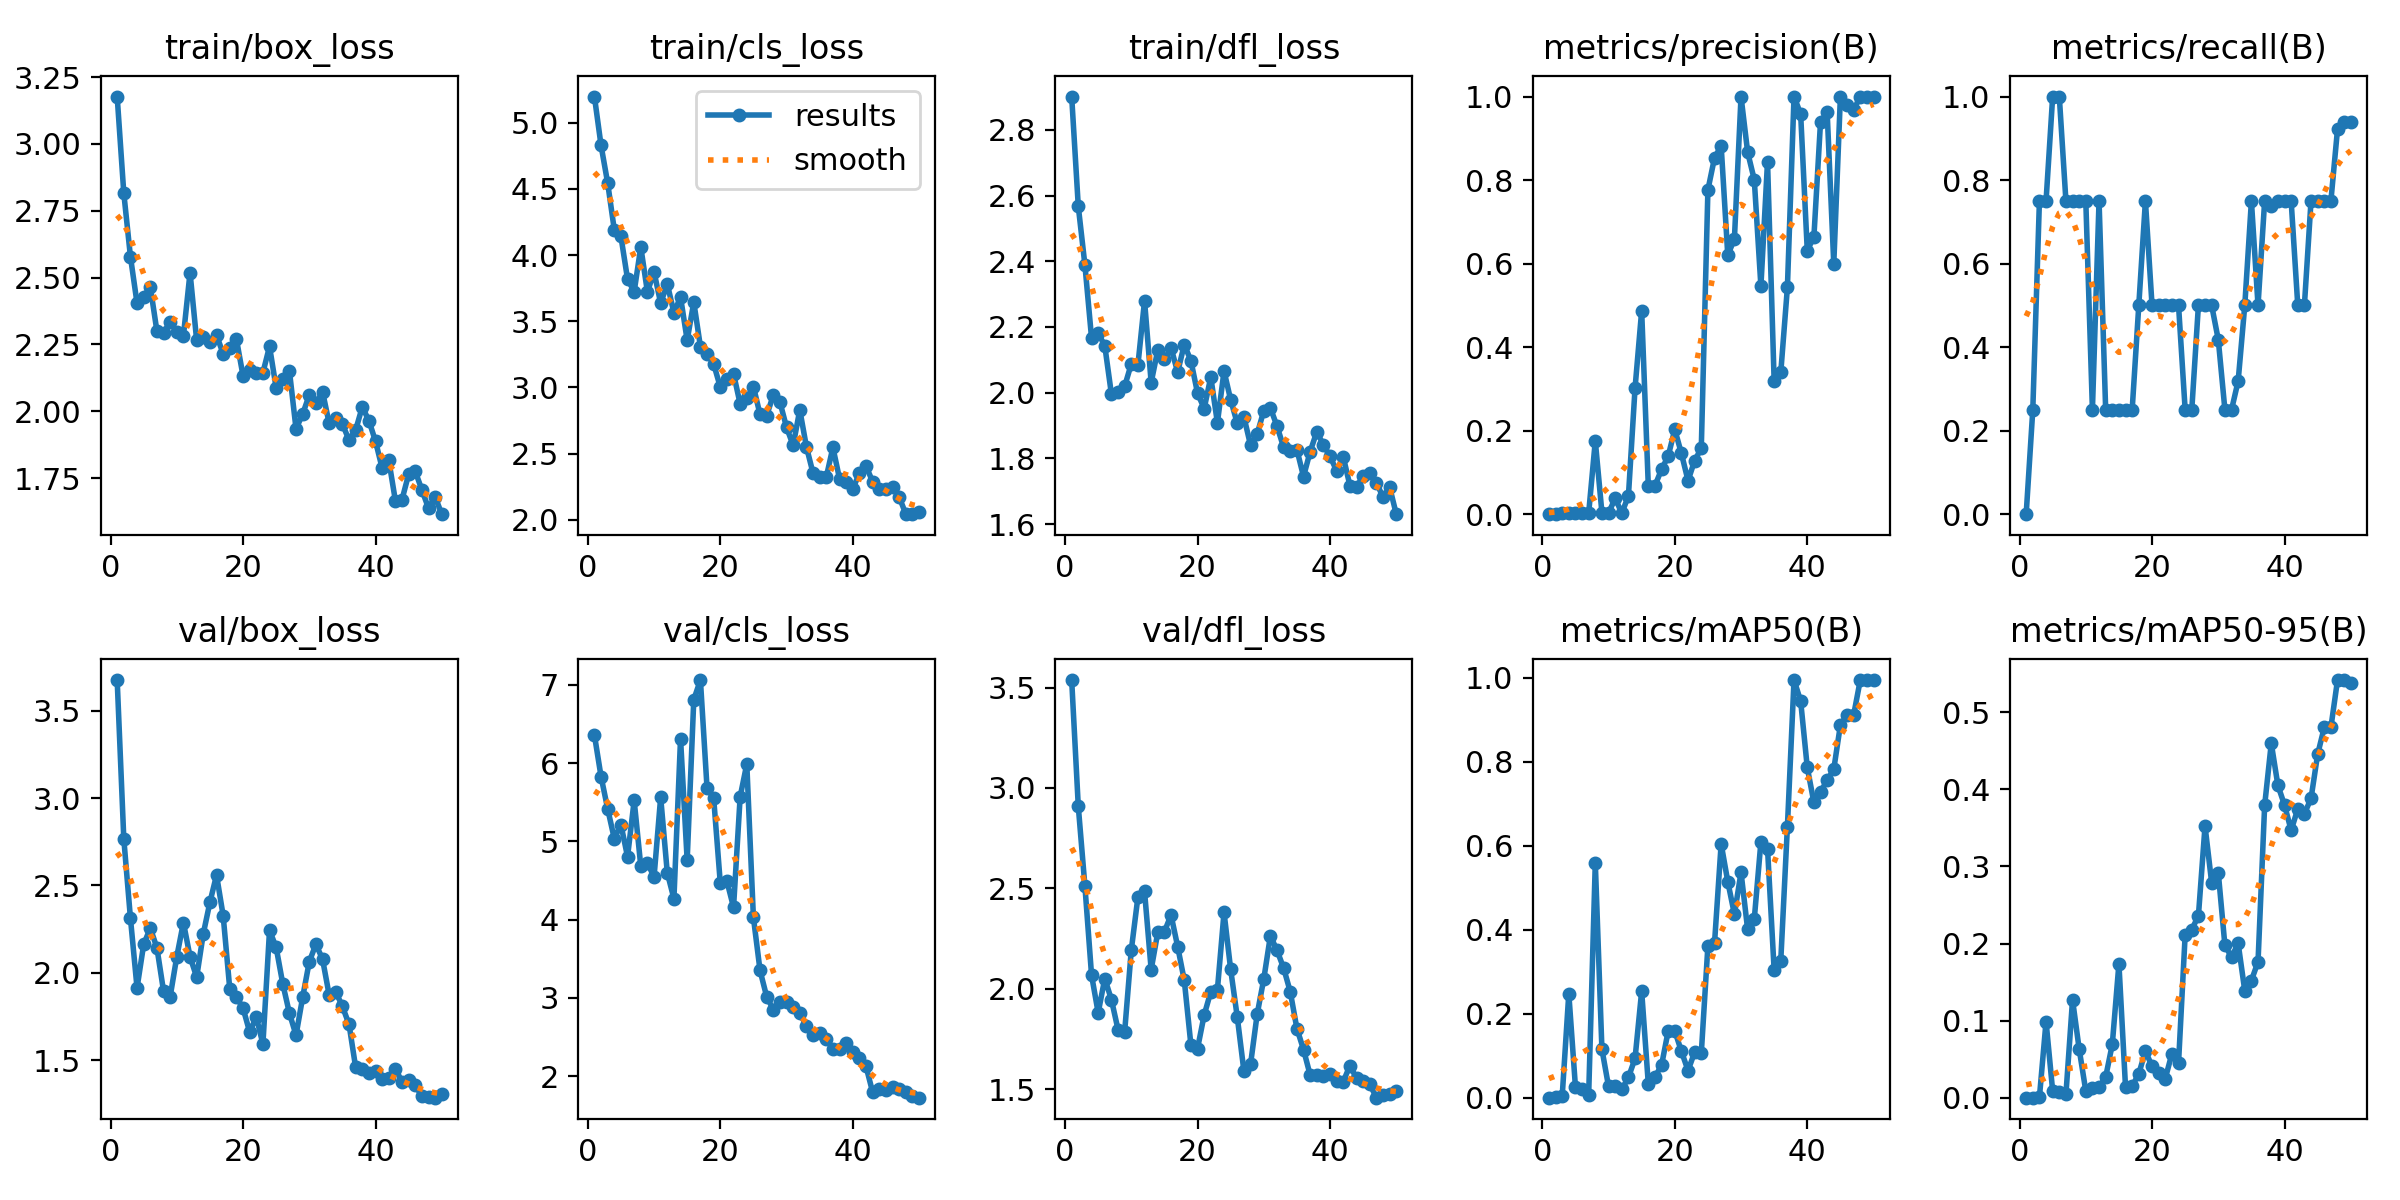 train/box_loss
3.25
3.00
2.75
2.50
2.25
2.00
1.75
0 20 40
train/cls_loss
results
smooth
5.0
4.5
4.0
3.5
3.0
2.5
2.0
0 20 40
train/dfl_loss
2.8
2.6
2.4
2.2
2.0
1.8
1.6
0 20 40
metrics/precision(B)
1.0
0.8
0.6
0.4
0.2
0.0
0 20 40
metrics/recall(B)
1.0
0.8
0.6
0.4
0.2
0.0
0 20 40
val/box_loss
3.5
3.0
2.5
2.0
1.5
0 20 40
val/cls_loss
7
6
5
4
3
2
0 20 40
val/dfl_loss
3.5
3.0
2.5
2.0
1.5
0 20 40
metrics/mAP50(B)
1.0
0.8
0.6
0.4
0.2
0.0
0 20 40
metrics/mAP50-95(B)
0.5
0.4
0.3
0.2
0.1
0.0
0 20 40